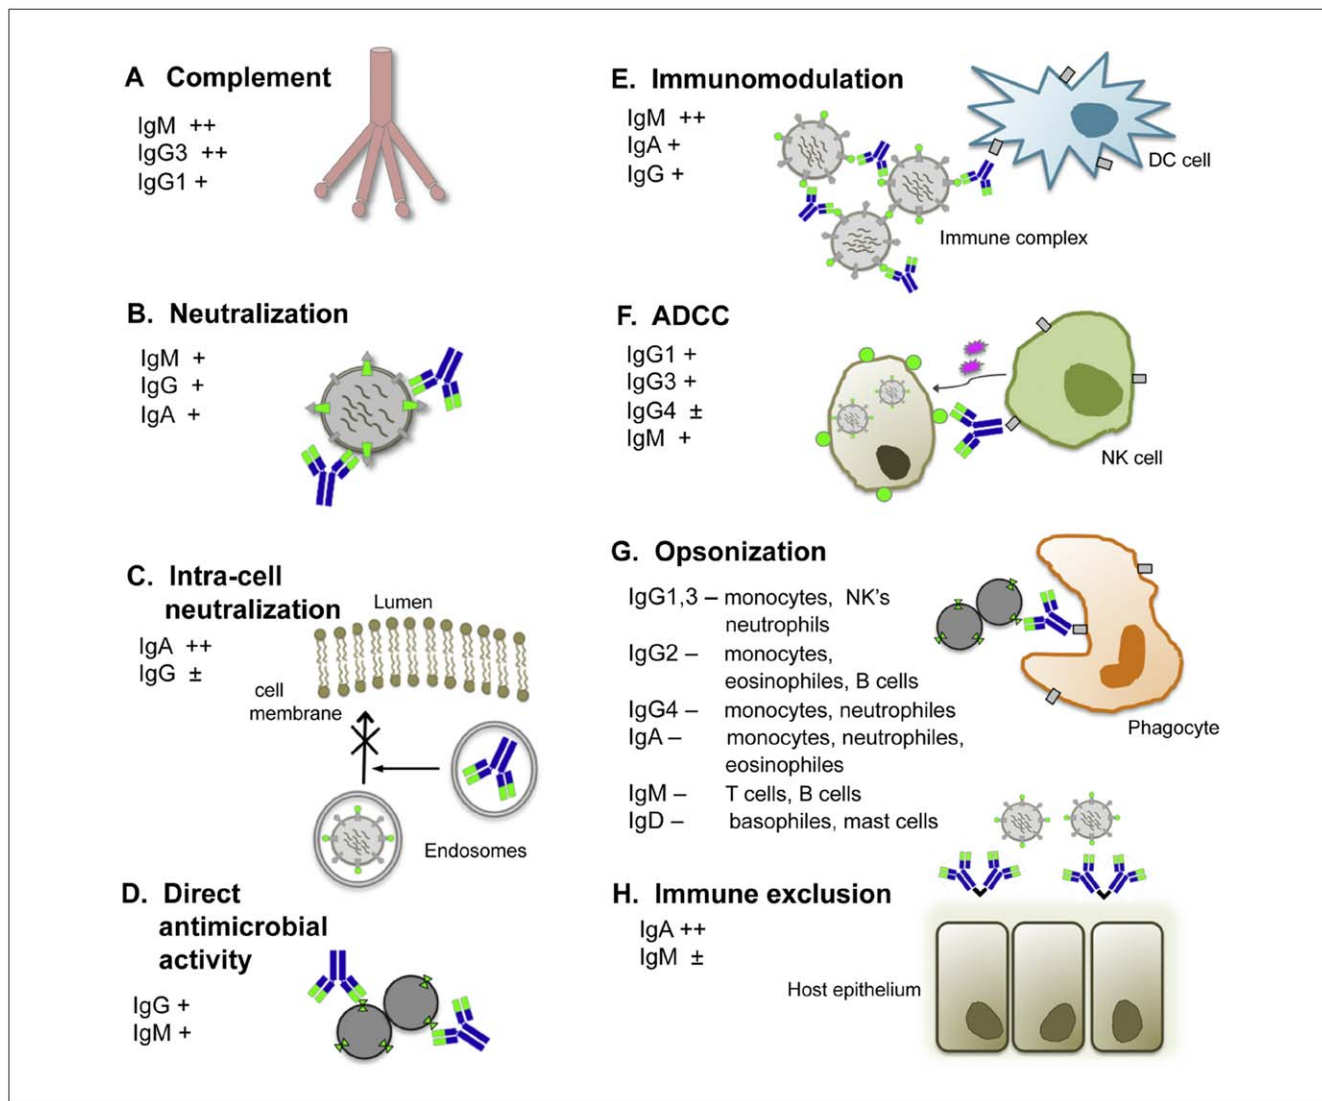 A Complement
IgM ++
IgG3 ++
IgG1 +
B. Neutralization
IgM +
IgG +
IgA +
C. Intra-cell
neutralization
IgA ++
IgG ±
Lumen
cell
membrane
Endosomes
D. Direct
antimicrobial
activity
IgG +
IgM +
E. Immunomodulation
IgM ++
IgA +
IgG +
DC cell
Immune complex
F. ADCC
IgG1 +
IgG3 +
IgG4 ±
IgM +
NK cell
G. Opsonization
IgG1,3 – monocytes, NK's
neutrophils
IgG2 – monocytes,
eosinophiles, B cells
IgG4 – monocytes, neutrophiles
IgA – monocytes, neutrophiles,
eosinophiles
IgM – T cells, B cells
IgD – basophiles, mast cells
Phagocyte
H. Immune exclusion
IgA ++
IgM ±
Host epithelium